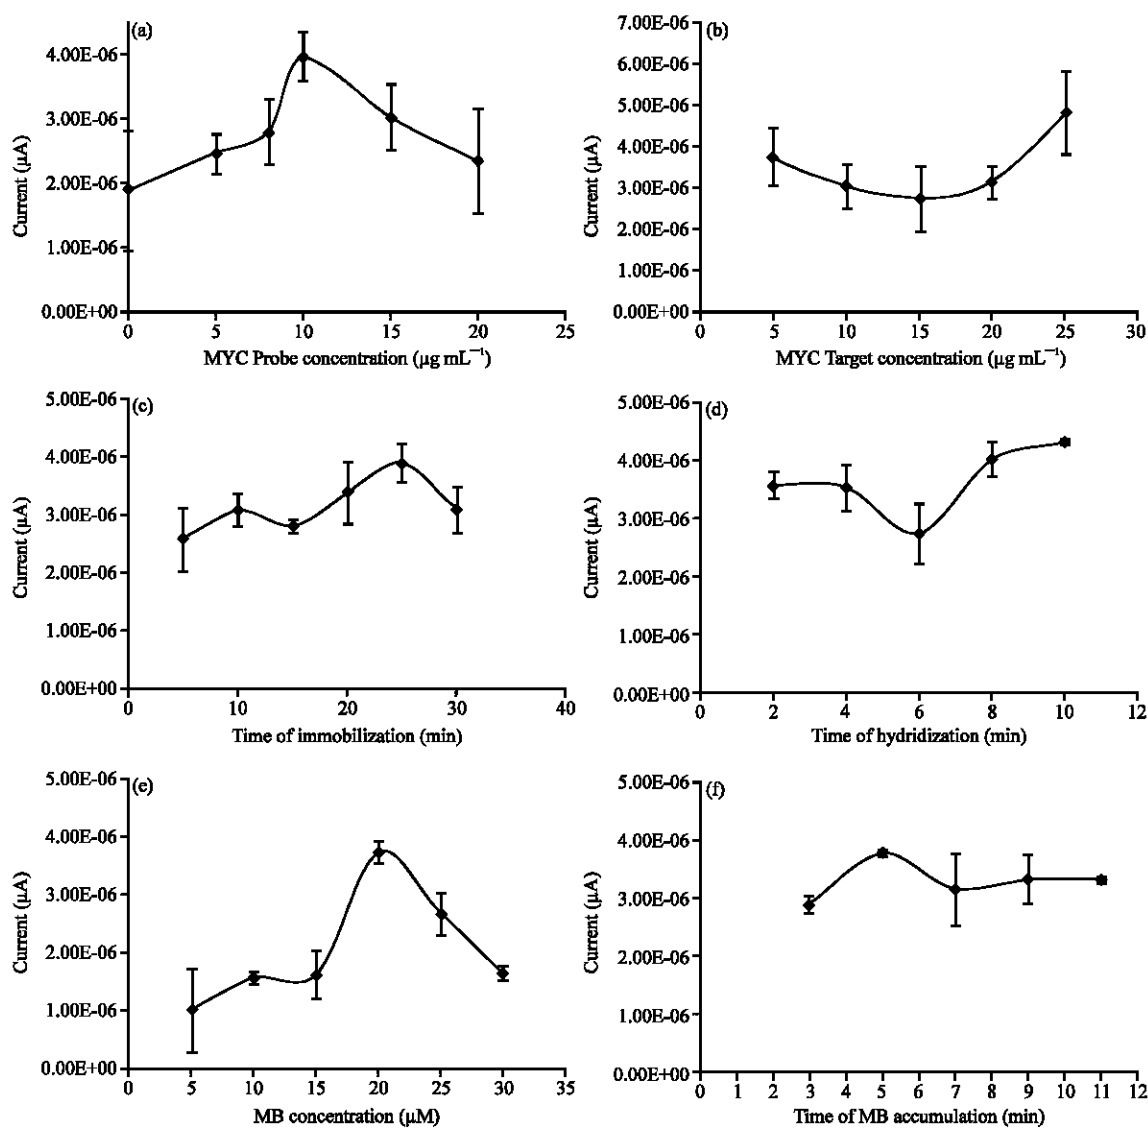 (a)
4.00E-06
3.00E-06
2.00E-06
1.00E-06
0.00E+00
Current (µA)
0 5 10 15 20 25
MYC Probe concentration (µg mL⁻¹)
(b)
7.00E-06
6.00E-06
5.00E-06
4.00E-06
3.00E-06
2.00E-06
1.00E-06
0.00E+00
Current (µA)
0 5 10 15 20 25 30
MYC Target concentration (µg mL⁻¹)
(c)
5.00E-06
4.00E-06
3.00E-06
2.00E-06
1.00E-06
0.00E+00
Current (µA)
0 10 20 30 40
Time of immobilization (min)
(d)
5.00E-06
4.00E-06
3.00E-06
2.00E-06
1.00E-06
0.00E+00
Current (µA)
0 2 4 6 8 10 12
Time of hydridization (min)
(e)
5.00E-06
4.00E-06
3.00E-06
2.00E-06
1.00E-06
0.00E+00
Current (µA)
0 5 10 15 20 25 30 35
MB concentration (µM)
(f)
5.00E-06
4.00E-06
3.00E-06
2.00E-06
1.00E-06
0.00E+00
Current (µA)
0 1 2 3 4 5 6 7 8 9 10 11 12
Time of MB accumulation (min)